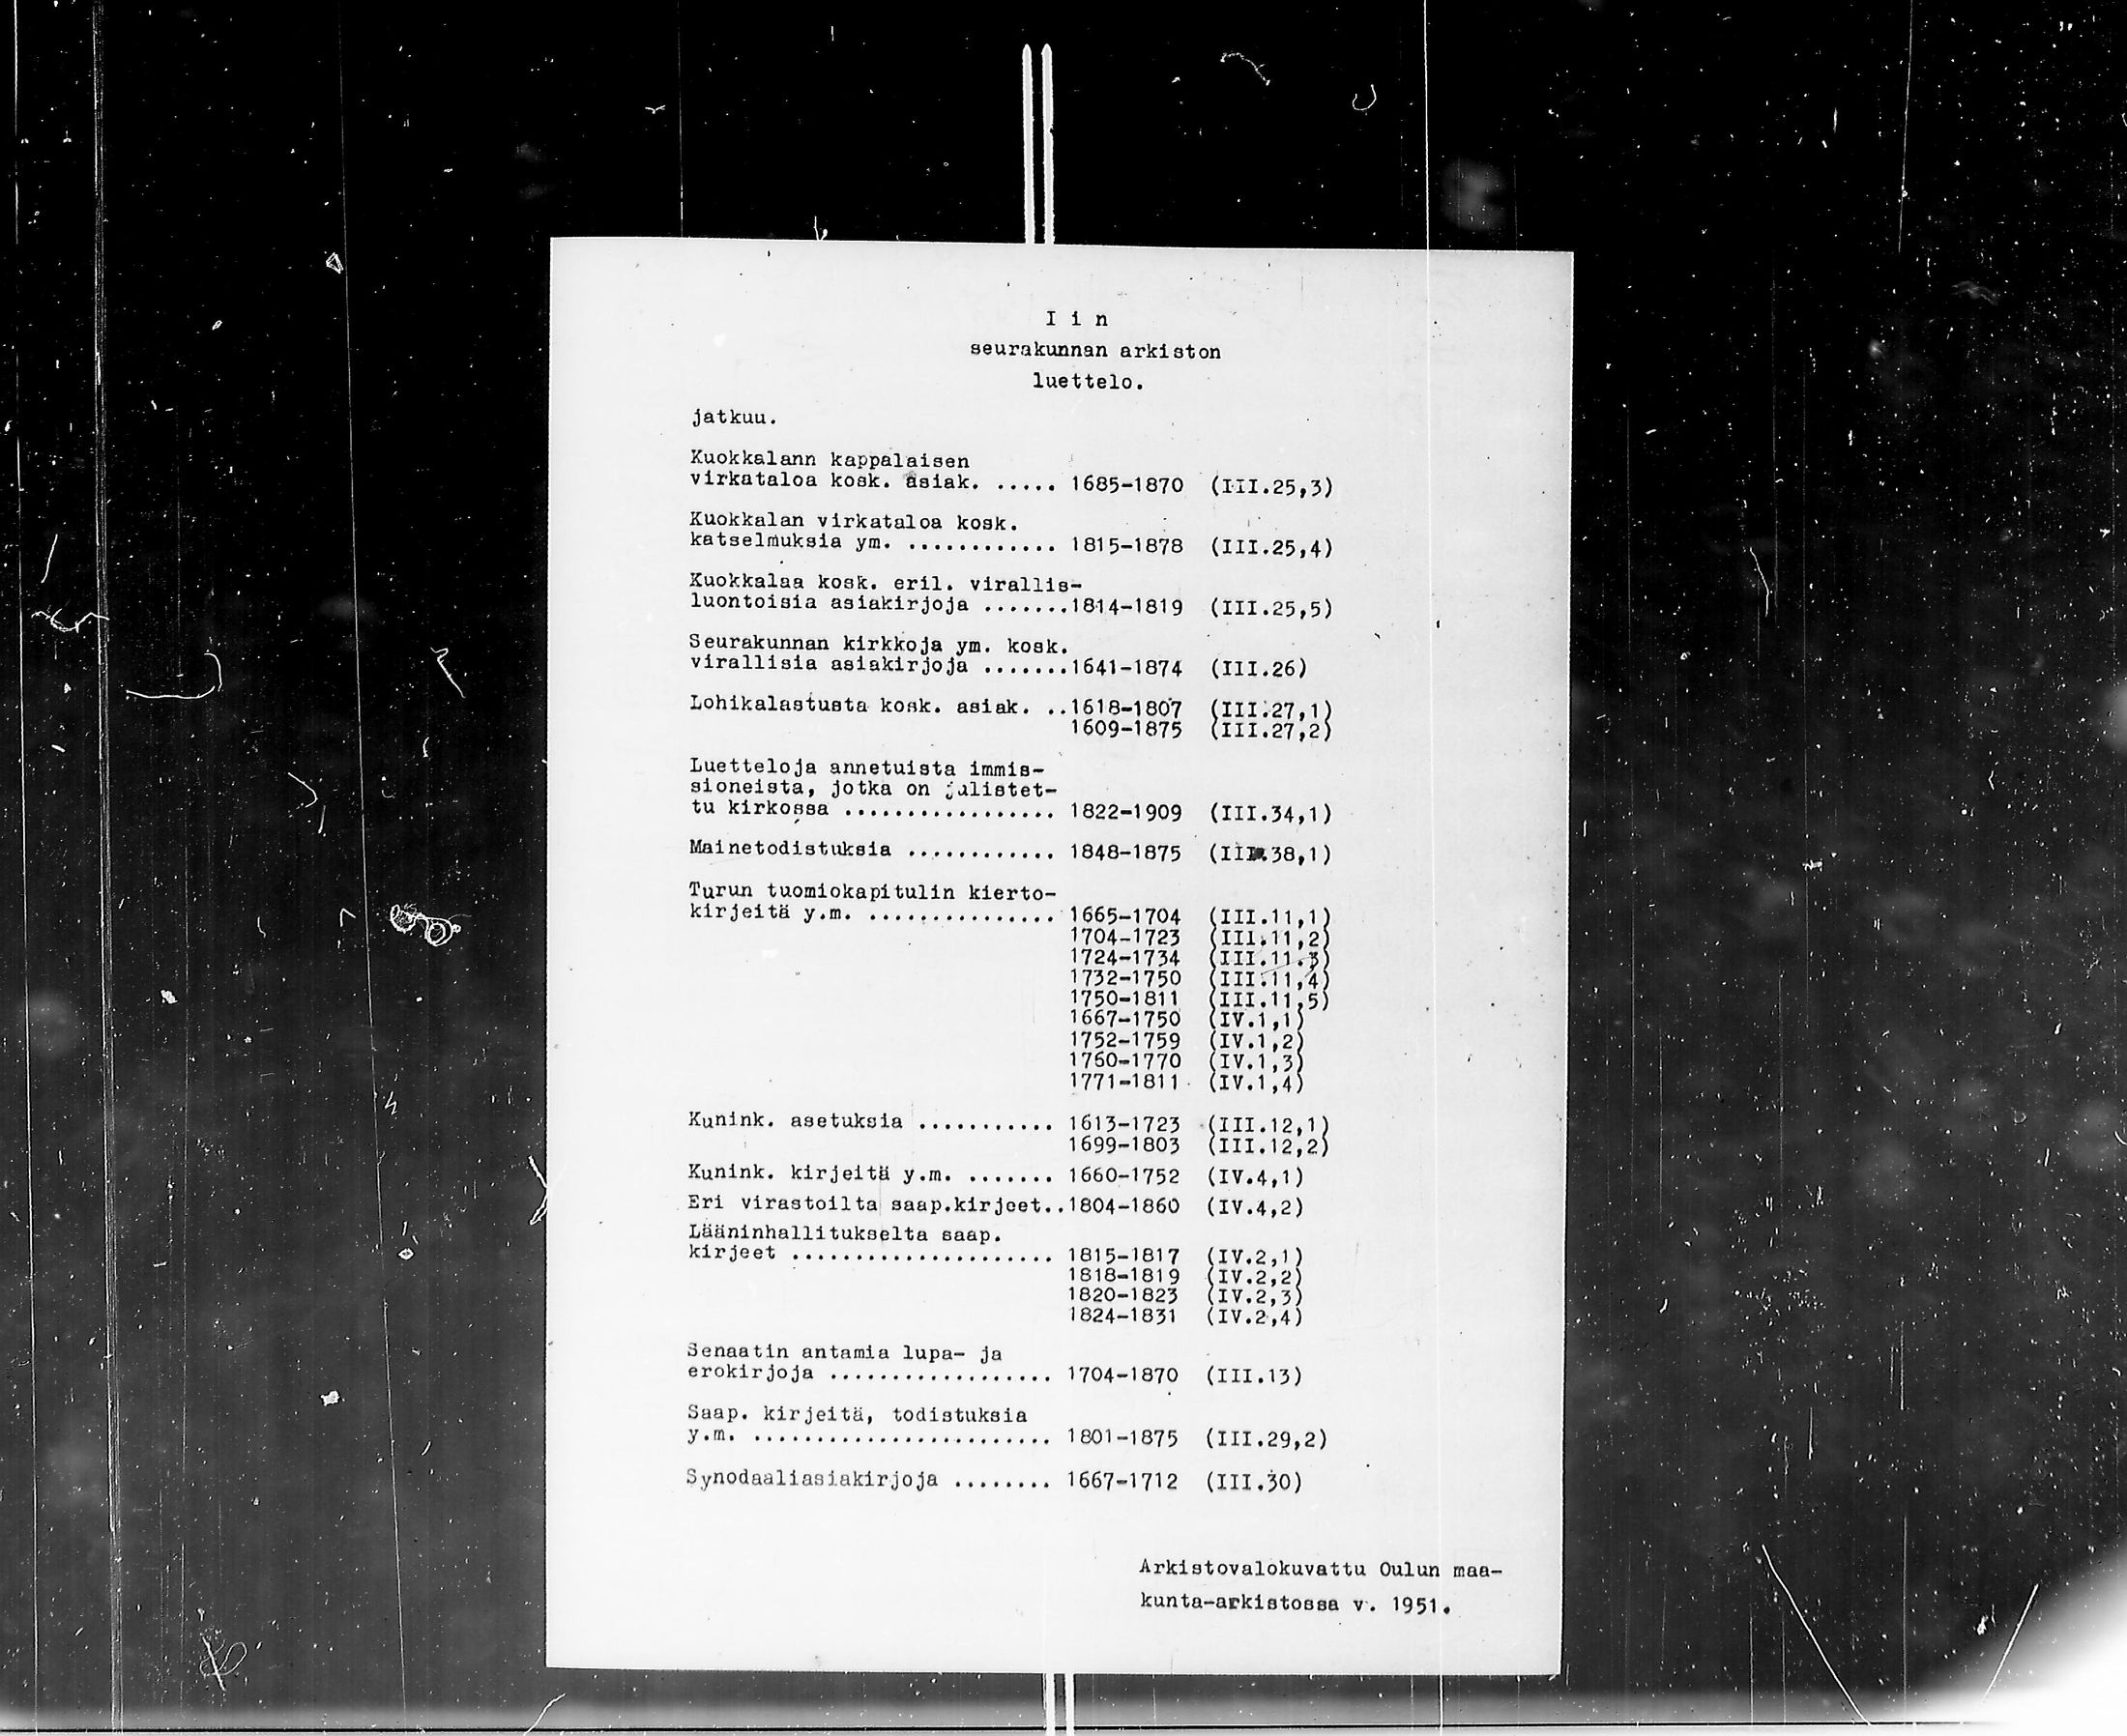 I i n
seurakunnan arkiston
luettelo.
jatkuu.
Kuokkalann kappalaisen
virkataloa kosk. asiak. ..... 1685-1870 (III.25,3)
Kuokkalan virkataloa kosk.
katselmuksia ym. ............ 1815-1878 (III.25,4)
Kuokkalaa kosk. eril. virallis-
luontoisia asiakirjoja .......1814-1819 (III.25,5)
Seurakunnan kirkkoja ym. kosk.
virallisia asiakirjoja .......1641-1874 (III.26)
Lohikalastusta kosk. asiak. ..1618-1807 (III.27,1)
1609-1875 (III.27,2)
Luetteloja annetuista immis-
sioneista, jotka on julistet-
tu kirkossa ................. 1822-1909 (III.34,1)
Mainetodistuksia ............ 1848-1875 (III.38,1)
Turun tuomiokapitulin kierto-
kirjeitä y.m. ............... 1665-1704 (III.11,1)
1704-1723 (III.11,2)
1724-1734 (III.11.3)
1732-1750 (III.11,4)
1750-1811 (III.11,5)
1667-1750 (IV.1,1)
1752-1759 (IV.1,2)
1760-1770 (IV.1,3)
1771-1811 (IV.1,4)
Kunink. asetuksia ........... 1613-1723 (III.12,1)
1699-1803 (III.12,2)
Kunink. kirjeitä y.m. ....... 1660-1752 (IV.4,1)
Eri virastoilta saap.kirjeet..1804-1860 (IV.4,2)
Lääninhallitukselta saap.
kirjeet ..................... 1815-1817 (IV.2,1)
1818-1819 (IV.2,2)
1820-1823 (IV.2,3)
1824-1831 (IV.2,4)
Senaatin antamia lupa- ja
erokirjoja .................. 1704-1870 (III.13)
Saap. kirjeitä, todistuksia
y.m. ........................ 1801-1875 (III.29,2)
Synodaaliasiakirjoja ........ 1667-1712 (III.30)
Arkistovalokuvattu Oulun maa-
kunta-arkistossa v. 1951.